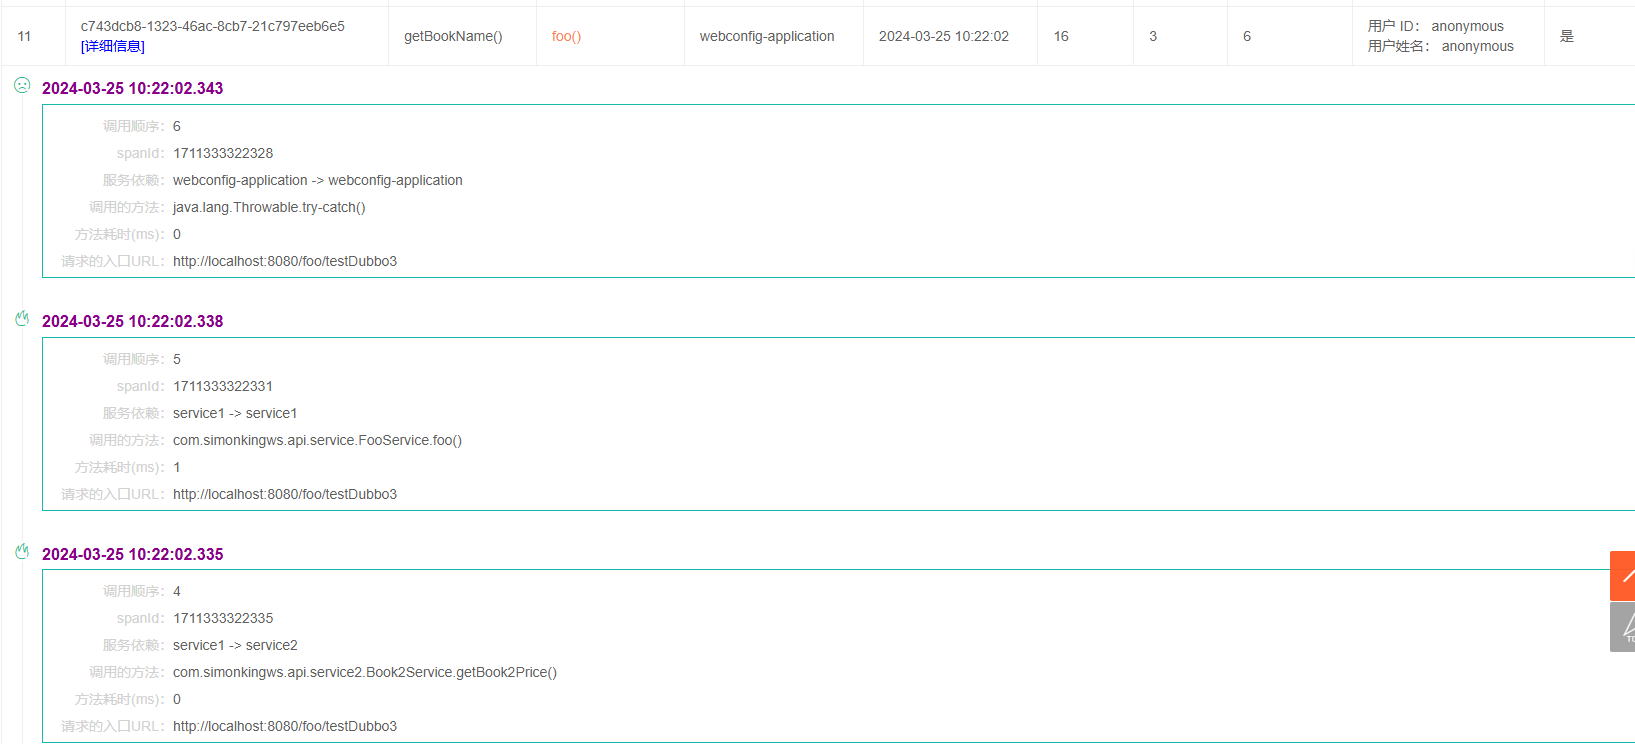 11 c743dcb8-1323-46ac-8cb7-21c797eeb6e5 [详细信息] getBookName() foo() webconfig-application 2024-03-25 10:22:02 16 3 6 用户 ID: anonymous 用户姓名: anonymous 是
2024-03-25 10:22:02.343
调用顺序: 6
spanId: 1711333322328
服务依赖: webconfig-application -> webconfig-application
调用的方法: java.lang.Throwable.try-catch()
方法耗时(ms): 0
请求的入口URL: http://localhost:8080/foo/testDubbo3
2024-03-25 10:22:02.338
调用顺序: 5
spanId: 1711333322331
服务依赖: service1 -> service1
调用的方法: com.simonkingws.api.service.FooService.foo()
方法耗时(ms): 1
请求的入口URL: http://localhost:8080/foo/testDubbo3
2024-03-25 10:22:02.335
调用顺序: 4
spanId: 1711333322335
服务依赖: service1 -> service2
调用的方法: com.simonkingws.api.service2.Book2Service.getBook2Price()
方法耗时(ms): 0
请求的入口URL: http://localhost:8080/foo/testDubbo3